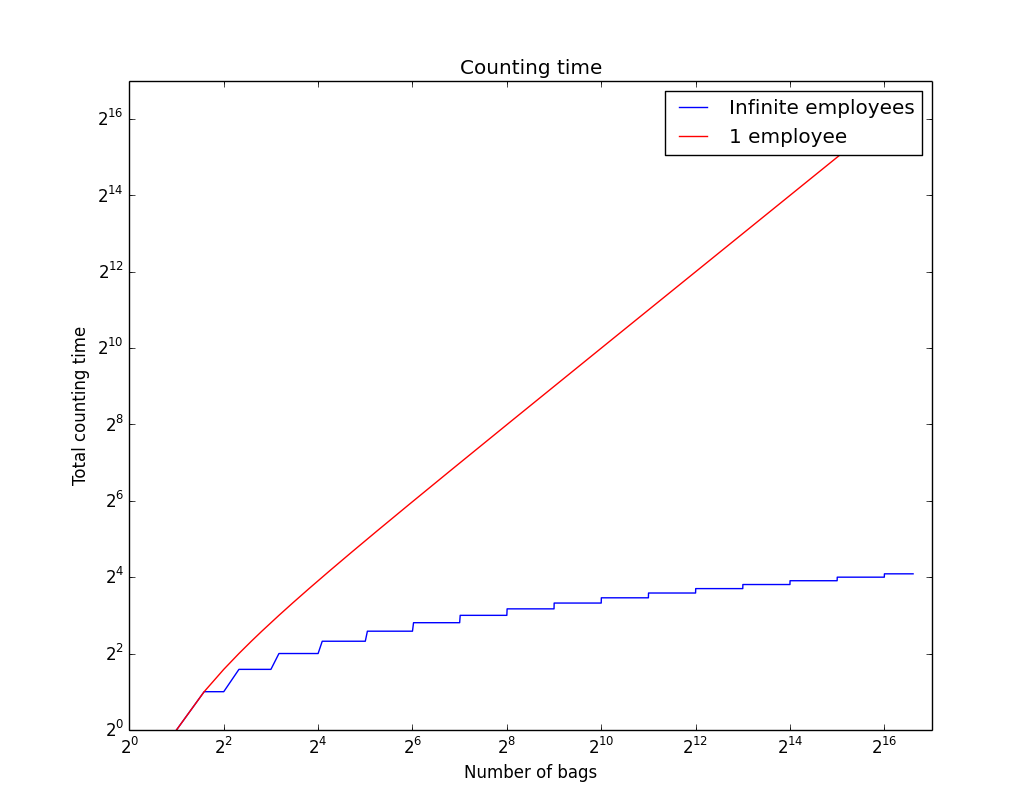 Counting time
Infinite employees
1 employee
2^16
2^14
2^12
2^10
2^8
2^6
2^4
2^2
2^0
Total counting time
2^0 2^2 2^4 2^6 2^8 2^10 2^12 2^14 2^16
Number of bags